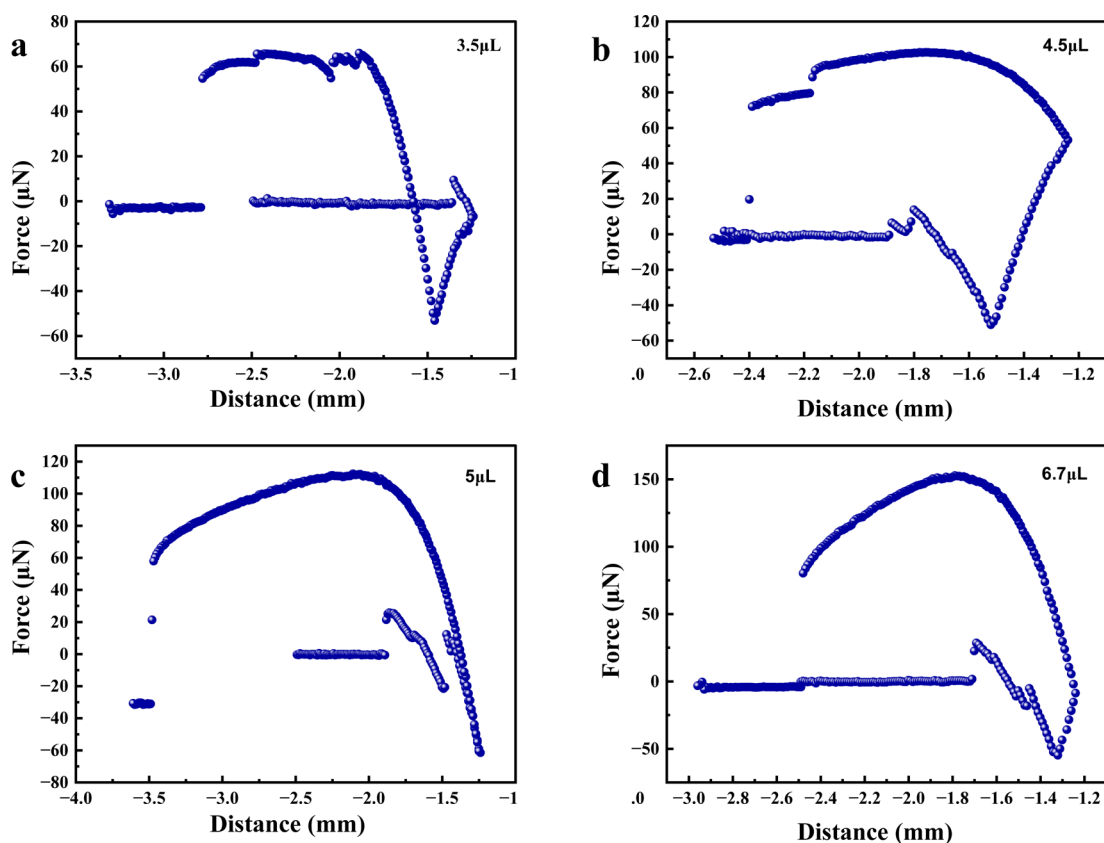 a
3.5μL
Force (μN)
80
60
40
20
0
−20
−40
−60
−3.5 −3.0 −2.5 −2.0 −1.5 −1
Distance (mm)
b
4.5μL
Force (μN)
120
100
80
60
40
20
0
−20
−40
−60
.0 −2.6 −2.4 −2.2 −2.0 −1.8 −1.6 −1.4 −1.2
Distance (mm)
c
5μL
Force (μN)
120
100
80
60
40
20
0
−20
−40
−60
−80
−4.0 −3.5 −3.0 −2.5 −2.0 −1.5 −1
Distance (mm)
d
6.7μL
Force (μN)
150
100
50
0
−50
.0 −3.0 −2.8 −2.6 −2.4 −2.2 −2.0 −1.8 −1.6 −1.4 −1.2
Distance (mm)